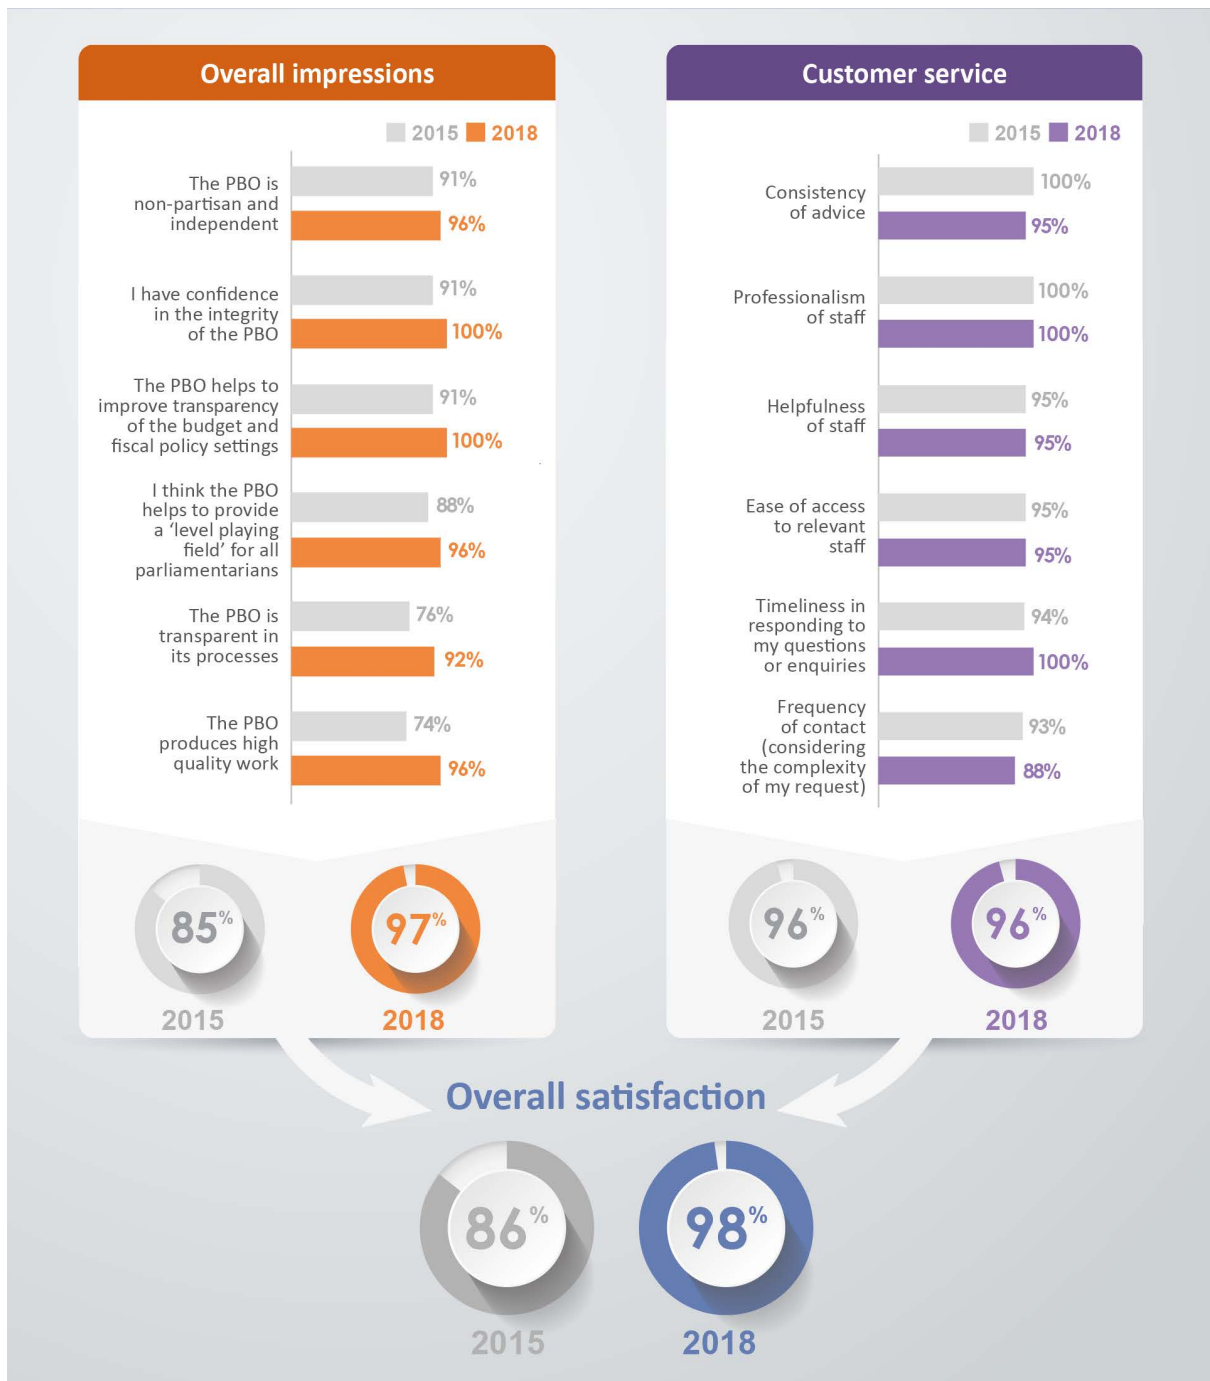 Overall impressions
2015 2018
The PBO is
non-partisan and
independent
91%
96%
I have confidence
in the integrity
of the PBO
91%
100%
The PBO helps to
improve transparency
of the budget and
fiscal policy settings
91%
100%
I think the PBO
helps to provide
a ‘level playing
field’ for all
parliamentarians
88%
96%
The PBO is
transparent in
its processes
76%
92%
The PBO
produces high
quality work
74%
96%
85%
2015
97%
2018
Customer service
2015 2018
Consistency
of advice
100%
95%
Professionalism
of staff
100%
100%
Helpfulness
of staff
95%
95%
Ease of access
to relevant
staff
95%
95%
Timeliness in
responding to
my questions
or enquiries
94%
100%
Frequency
of contact
(considering
the complexity
of my request)
93%
88%
96%
2015
96%
2018
Overall satisfaction
86%
2015
98%
2018